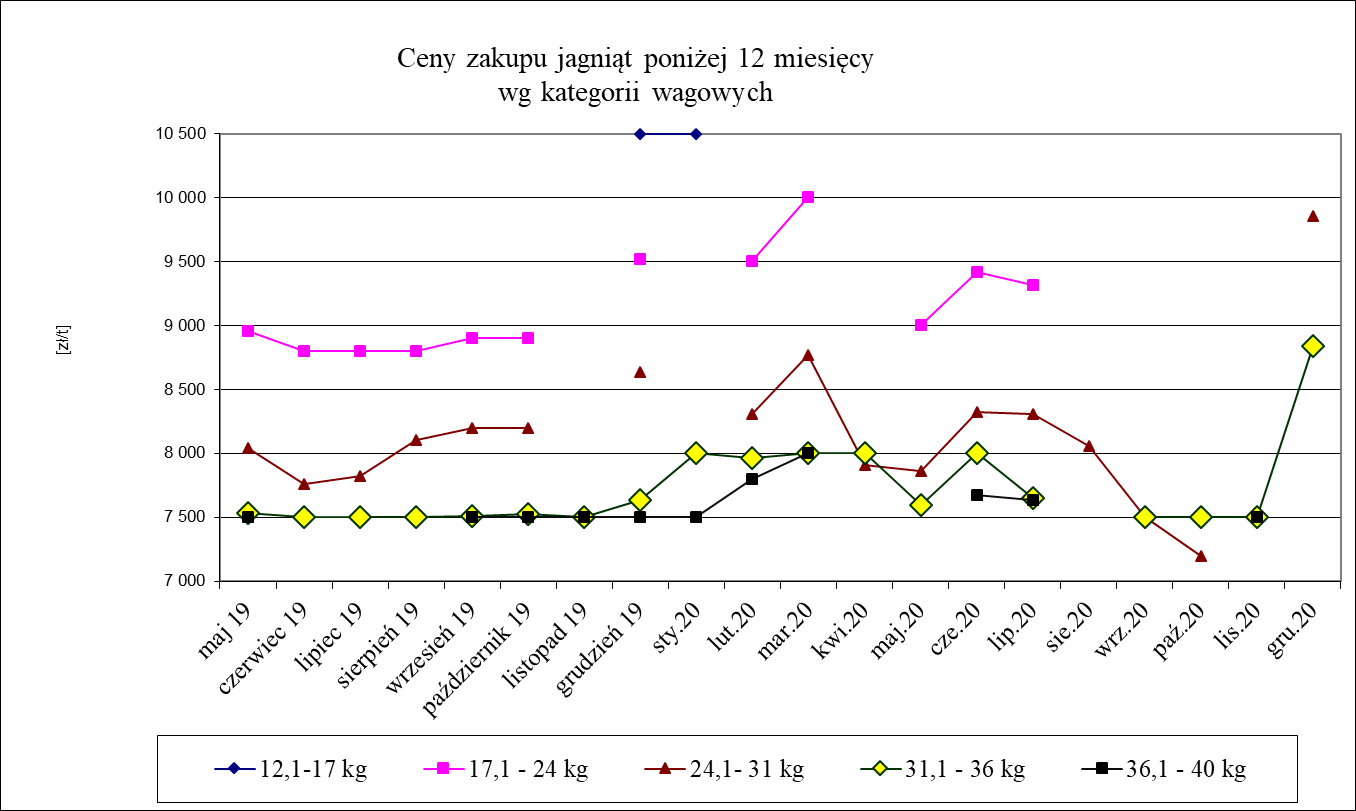 Ceny zakupu jagniąt poniżej 12 miesięcy
wg kategorii wagowych
[zł/t]
10 500
10 000
9 500
9 000
8 500
8 000
7 500
7 000
maj 19
czerwiec 19
lipiec 19
sierpień 19
wrzesień 19
październik 19
listopad 19
grudzień 19
sty.20
lut.20
mar.20
kwi.20
maj.20
cze.20
lip.20
sie.20
wrz.20
paź.20
lis.20
gru.20
12,1-17 kg
17,1 - 24 kg
24,1- 31 kg
31,1 - 36 kg
36,1 - 40 kg